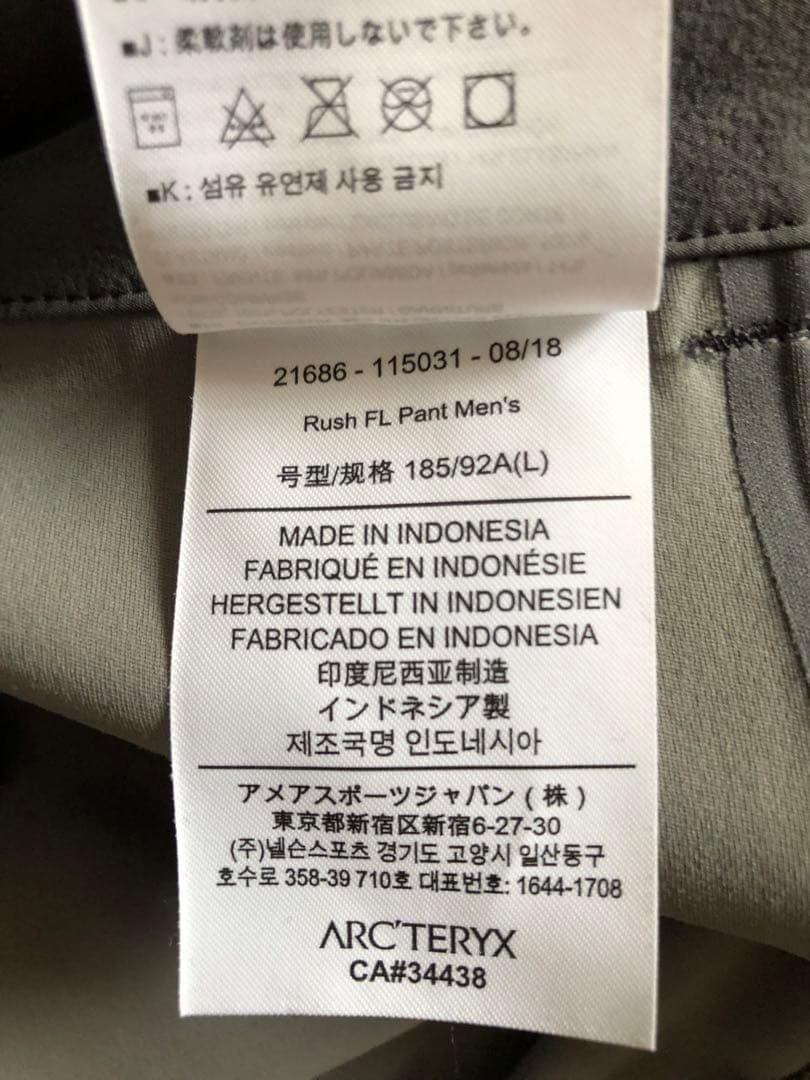 ■J : 柔軟剤は使用しないで下さい。
■K : 섬유 유연제 사용 금지
21686 - 115031 - 08/18
Rush FL Pant Men's
号型/规格 185/92A(L)
MADE IN INDONESIA
FABRIQUÉ EN INDONÉSIE
HERGESTELLT IN INDONESIEN
FABRICADO EN INDONESIA
印度尼西亚制造
インドネシア製
제조국명 인도네시아
アメアスポーツジャパン ( 株 )
東京都新宿区新宿6-27-30
(주)넬슨스포츠 경기도 고양시 일산동구
호수로 358-39 710호 대표번호: 1644-1708
ARC'TERYX
CA#34438